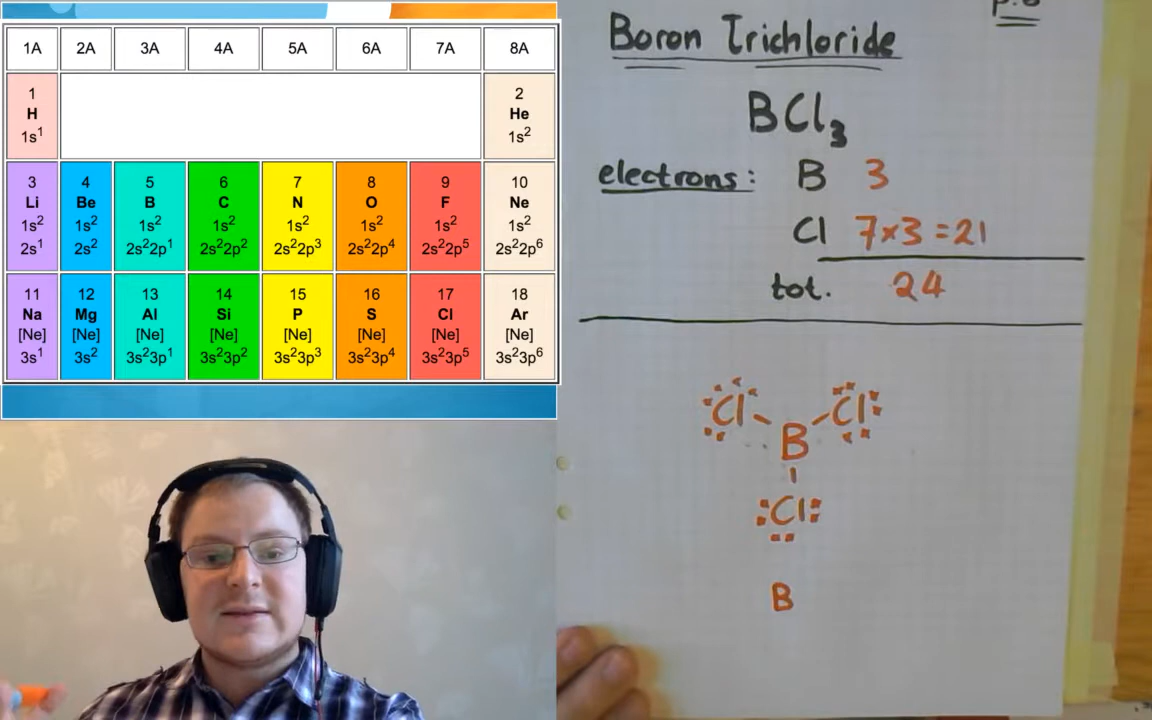 1A 2A 3A 4A 5A 6A 7A 8A
1 2
H He
1s¹ 1s²
3 4 5 6 7 8 9 10
Li Be B C N O F Ne
1s² 1s² 1s² 1s² 1s² 1s² 1s² 1s²
2s¹ 2s² 2s²2p¹ 2s²2p² 2s²2p³ 2s²2p⁴ 2s²2p⁵ 2s²2p⁶
11 12 13 14 15 16 17 18
Na Mg Al Si P S Cl Ar
[Ne] [Ne] [Ne] [Ne] [Ne] [Ne] [Ne] [Ne]
3s¹ 3s² 3s²3p¹ 3s²3p² 3s²3p³ 3s²3p⁴ 3s²3p⁵ 3s²3p⁶
Boron Trichloride
BCl₃
electrons: B 3
Cl 7×3=21
tot. 24
Cl Cl
B
Cl
B